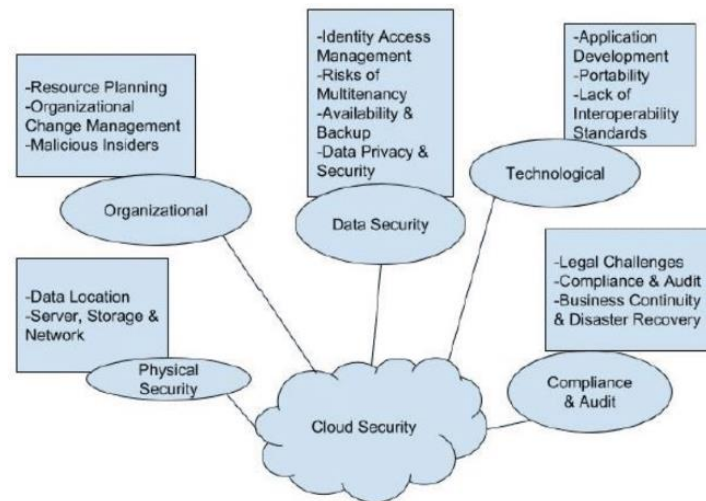 -Resource Planning
-Organizational
Change Management
-Malicious Insiders
Organizational
-Identity Access
Management
-Risks of
Multitenancy
-Availability &
Backup
-Data Privacy &
Security
Data Security
-Application
Development
-Portability
-Lack of
Interoperability
Standards
Technological
-Data Location
-Server, Storage &
Network
Physical
Security
-Legal Challenges
-Compliance & Audit
-Business Continuity
& Disaster Recovery
Compliance
& Audit
Cloud Security